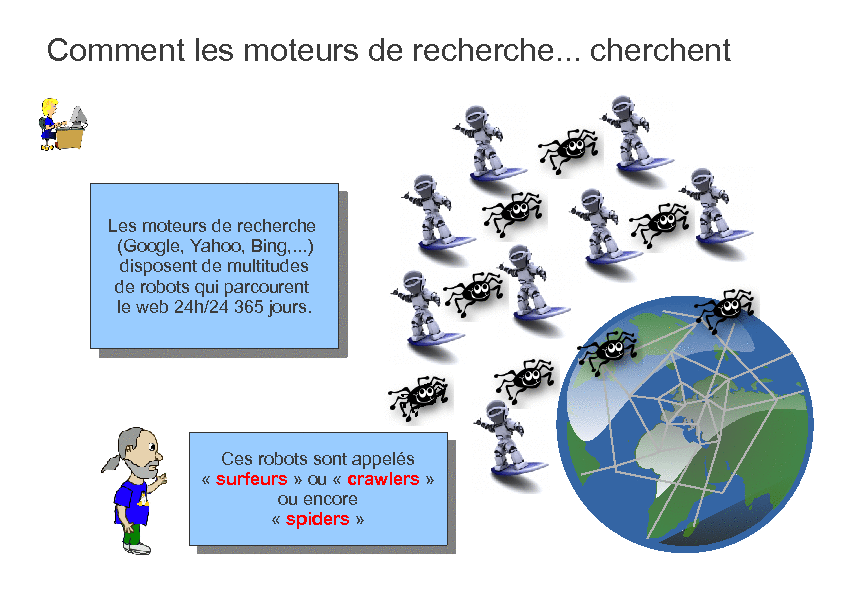 Comment les moteurs de recherche... cherchent
Les moteurs de recherche
(Google, Yahoo, Bing,...)
disposent de multitudes
de robots qui parcourent
le web 24h/24 365 jours.
Ces robots sont appelés
« surfeurs » ou « crawlers »
ou encore
« spiders »